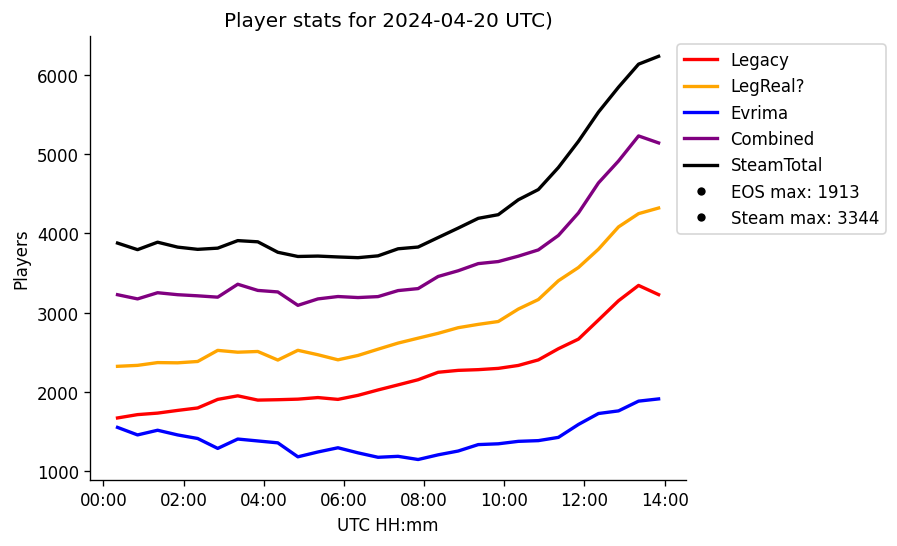 Player stats for 2024-04-20 UTC)
Legacy
LegReal?
Evrima
Combined
SteamTotal
EOS max: 1913
Steam max: 3344
Players
6000
5000
4000
3000
2000
1000
00:00 02:00 04:00 06:00 08:00 10:00 12:00 14:00
UTC HH:mm